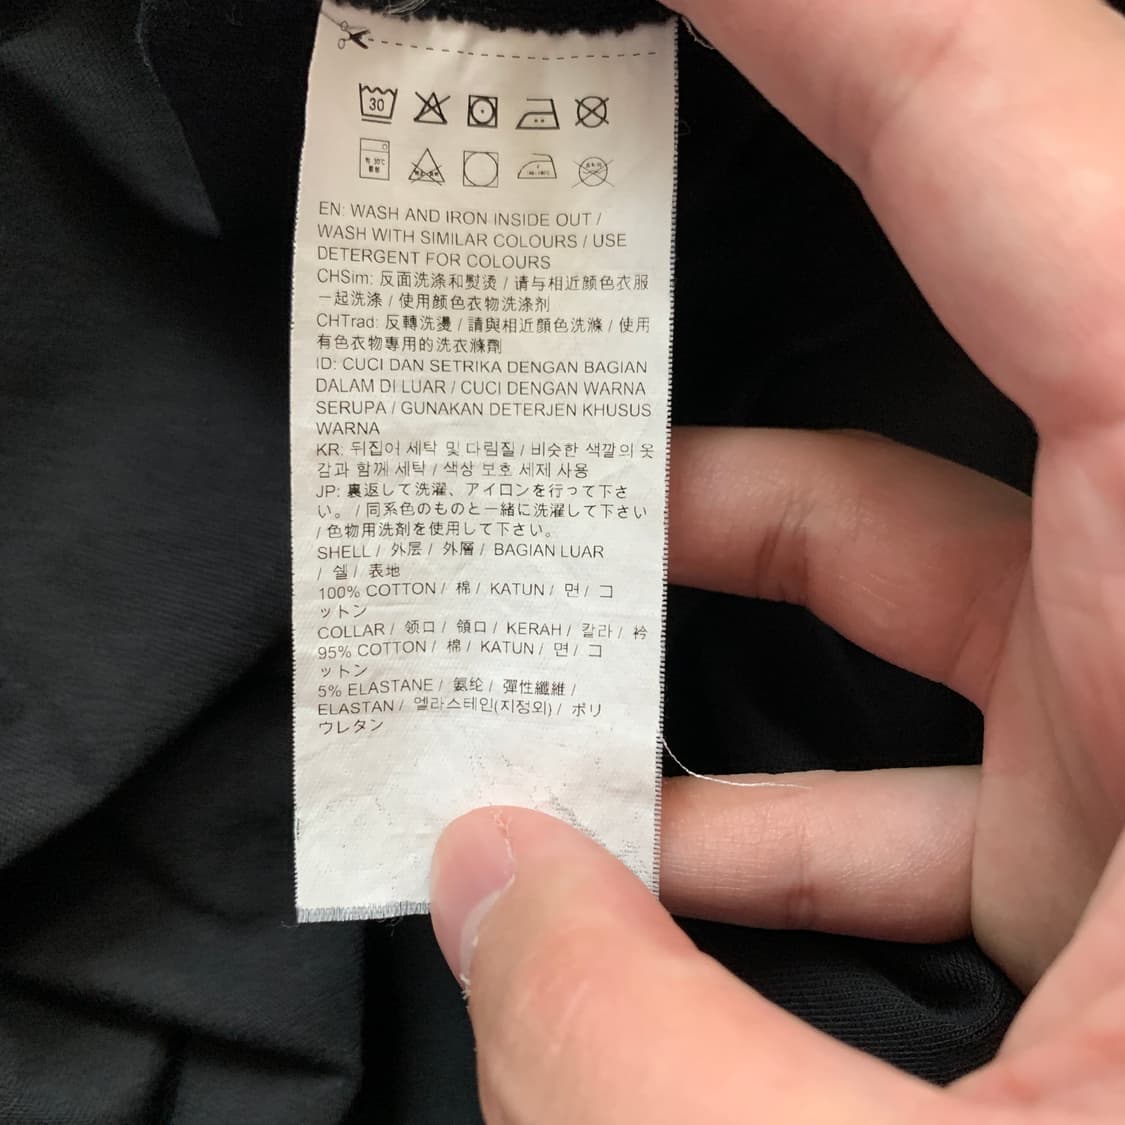 30
EN: WASH AND IRON INSIDE OUT /
WASH WITH SIMILAR COLOURS / USE
DETERGENT FOR COLOURS
CHSim: 反面洗涤和熨烫 / 请与相近颜色衣服
一起洗涤 / 使用颜色衣物洗涤剂
CHTrad: 反轉洗燙 / 請與相近顏色洗滌 / 使用
有色衣物專用的洗衣滌劑
ID: CUCI DAN SETRIKA DENGAN BAGIAN
DALAM DI LUAR / CUCI DENGAN WARNA
SERUPA / GUNAKAN DETERJEN KHUSUS
WARNA
KR: 뒤집어 세탁 및 다림질 / 비슷한 색깔의 옷
감과 함께 세탁 / 색상 보호 세제 사용
JP: 裏返して洗濯、アイロンを行って下さ
い。 / 同系色のものと一緒に洗濯して下さい
/ 色物用洗剤を使用して下さい。
SHELL / 外层 / 外層 / BAGIAN LUAR
/ 쉘 / 表地
100% COTTON / 棉 / KATUN / 면 / コ
ットン
COLLAR / 领口 / 領口 / KERAH / 칼라 / 衿
95% COTTON / 棉 / KATUN / 면 / コ
ットン
5% ELASTANE / 氨纶 / 彈性纖維 /
ELASTAN / 엘라스테인(지정외) / ポリ
ウレタン